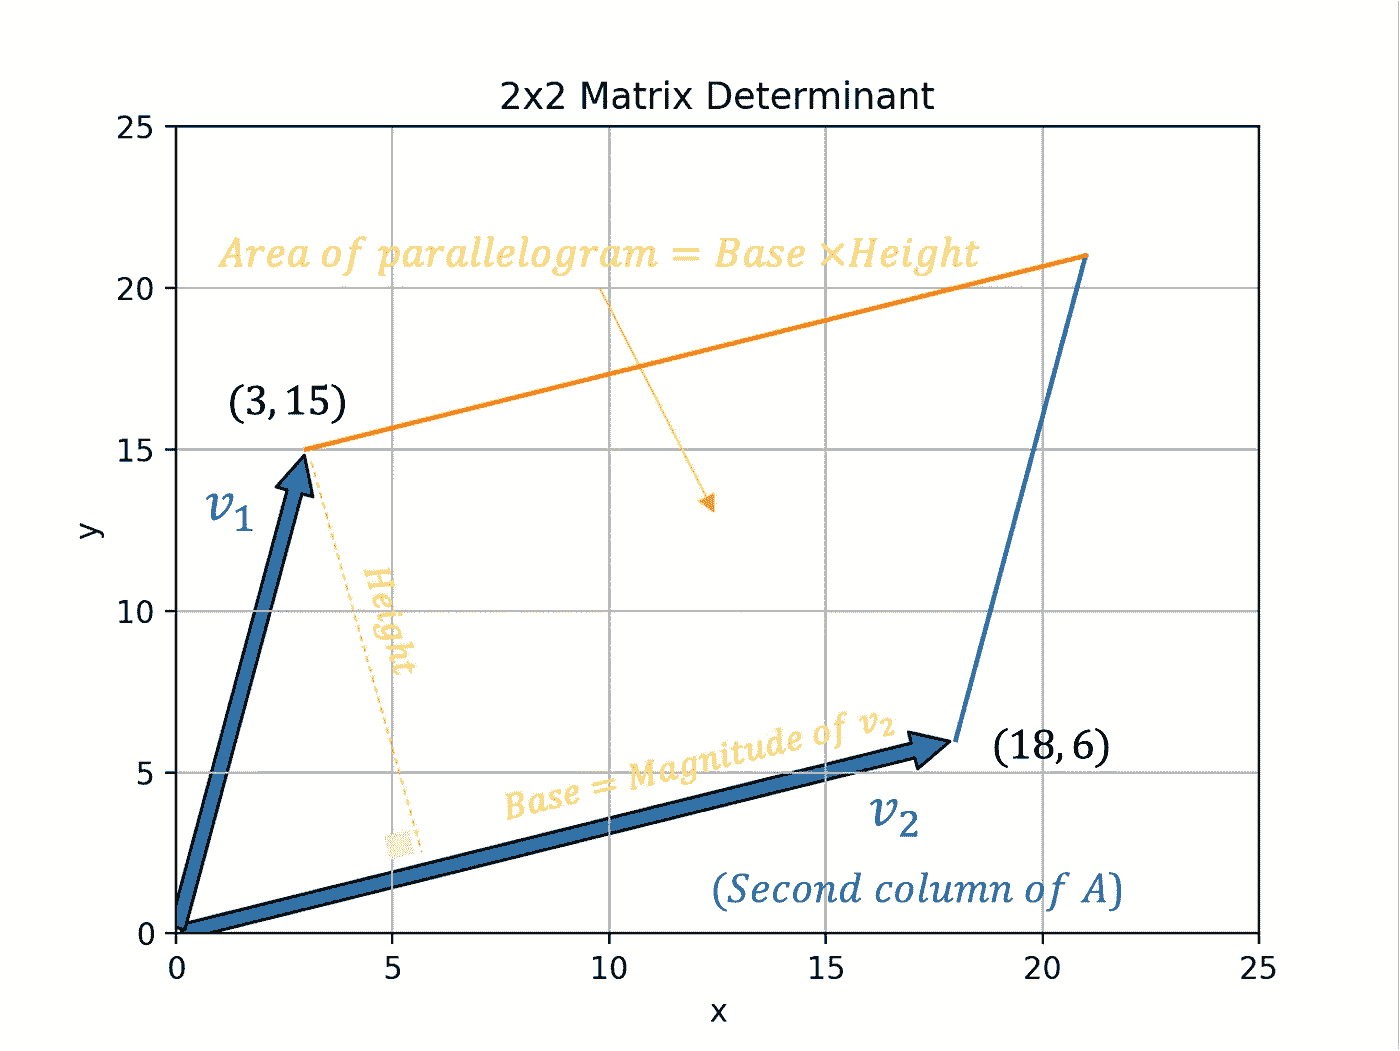 2x2 Matrix Determinant
25
Area of parallelogram = Base ×Height
20
(3, 15)
15
v1
y
Height
10
Base = Magnitude of v2
(18, 6)
5
v2
(Second column of A)
0
0 5 10 15 20 25
x